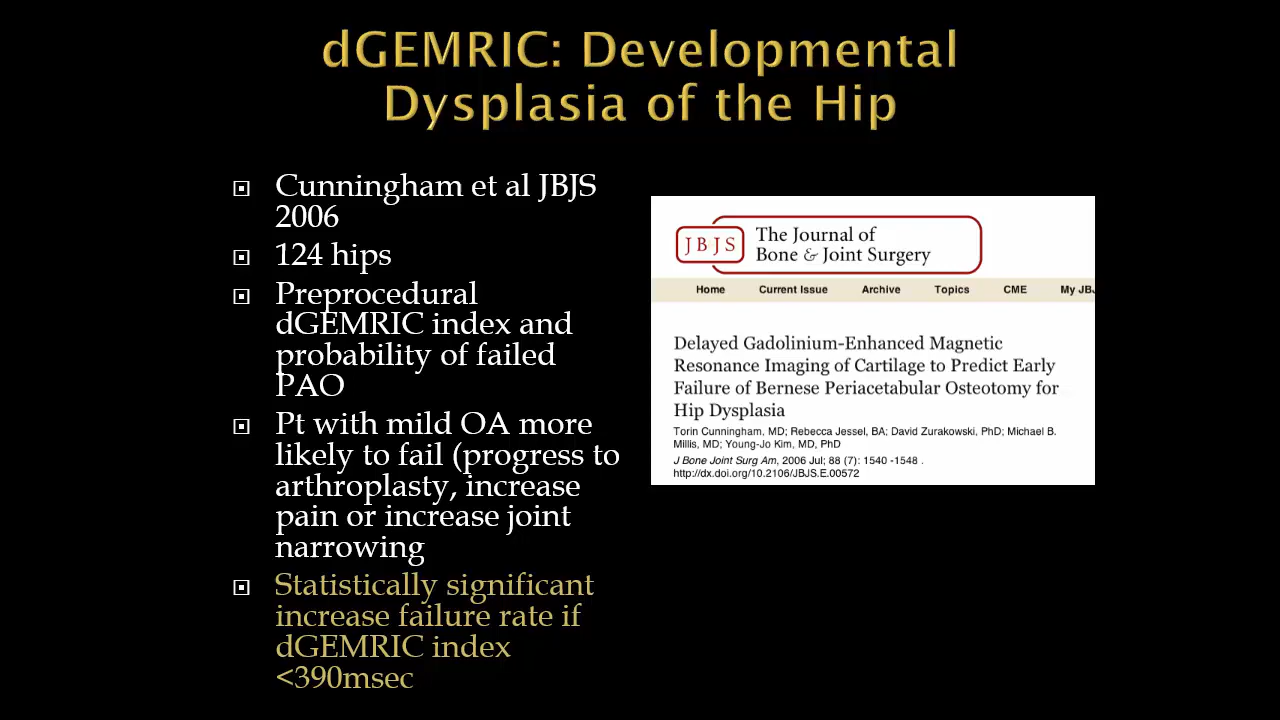 dGEMRIC: Developmental
Dysplasia of the Hip
Cunningham et al JBJS
2006
124 hips
Preprocedural
dGEMRIC index and
probability of failed
PAO
Pt with mild OA more
likely to fail (progress to
arthroplasty, increase
pain or increase joint
narrowing
Statistically significant
increase failure rate if
dGEMRIC index
<390msec
JBJS
The Journal of
Bone & Joint Surgery
Home Current Issue Archive Topics CME My JBJ
Delayed Gadolinium-Enhanced Magnetic
Resonance Imaging of Cartilage to Predict Early
Failure of Bernese Periacetabular Osteotomy for
Hip Dysplasia
Torin Cunningham, MD; Rebecca Jessel, BA; David Zurakowski, PhD; Michael B.
Millis, MD; Young-Jo Kim, MD, PhD
J Bone Joint Surg Am, 2006 Jul; 88 (7): 1540 -1548 .
http://dx.doi.org/10.2106/JBJS.E.00572